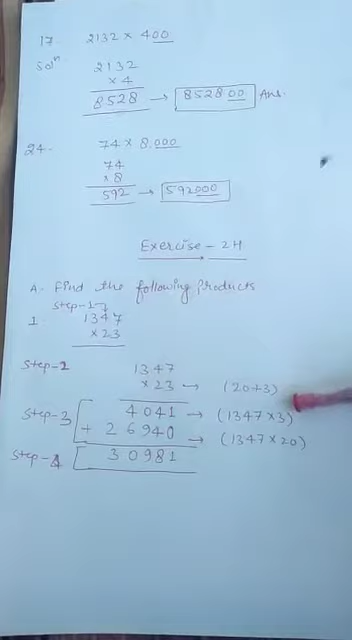 17. 2132 × 400
Solⁿ 2132
× 4
8528 → 852800 Ans.
24. 74 × 8,000
74
× 8
592 → 592000
Exercise - 2H
A. Find the following products
Step-1
1 1347
× 23
Step-2 1347
× 23 → (20+3)
Step-3 4041 → (1347 × 3)
+ 26940 → (1347 × 20)
Step-4 30981